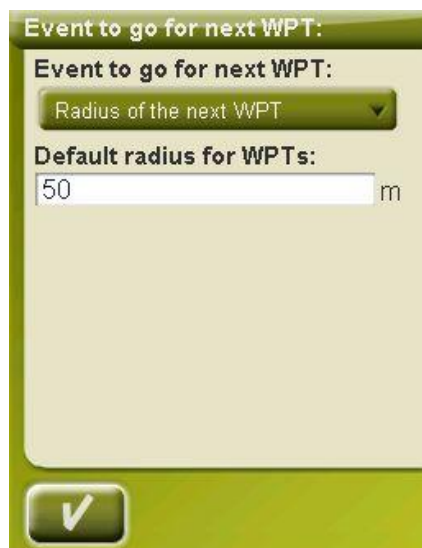 Event to go for next WPT:
Event to go for next WPT:
Radius of the next WPT
Default radius for WPTs:
50 m